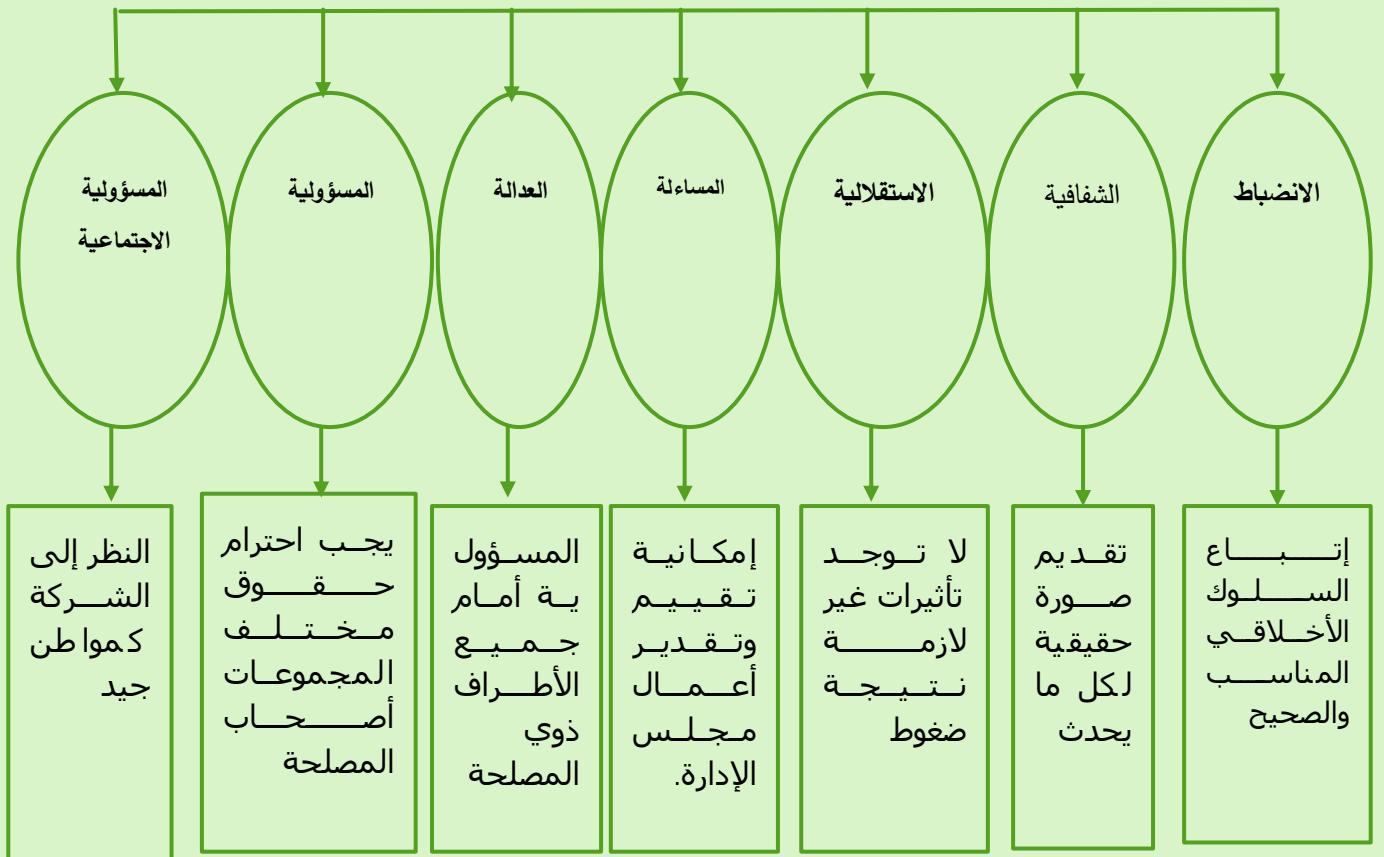 الانضباط
الشفافية
الاستقلالية
المساءلة
العدالة
المسؤولية
المسؤولية
الاجتماعية
إتباع
السلوك
الأخلاقي
المناسب
والصحيح
تقديم
صورة
حقيقية
لكل ما
يحدث
لا توجد
تأثيرات غير
لازمة
نتيجة
ضغوط
إمكانية
تقييم
وتقدير
أعمال
مجلس
الإدارة.
المسؤول
ية أمام
جميع
الأطراف
ذوي
المصلحة
يجب احترام
حقوق
مختلف
المجموعات
أصحاب
المصلحة
النظر إلى
الشركة
كمواطن
جيد